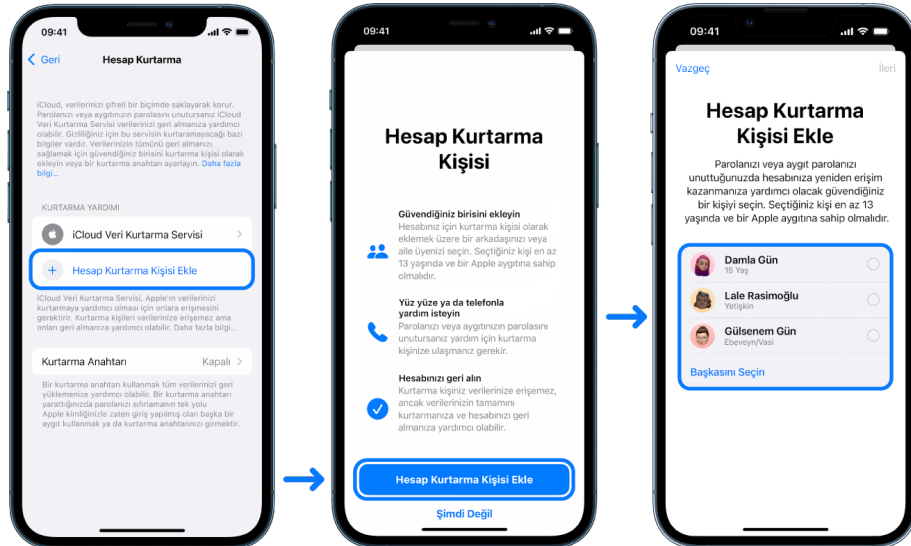 09:41
Geri
Hesap Kurtarma
iCloud, verilerinizi şifreli bir biçimde saklayarak korur.
Parolanızı veya aygıtınızın parolasını unutursanız iCloud
Veri Kurtarma Servisi verilerinizi geri almanıza yardımcı
olabilir. Gizliliğiniz için bu servisin kurtaramayacağı bazı
bilgiler vardır. Verilerinizin tümünü geri almanızı
sağlamak için güvendiğiniz birisini kurtarma kişisi olarak
ekleyin veya bir kurtarma anahtarı ayarlayın. Daha fazla
bilgi...
KURTARMA YARDIMI
iCloud Veri Kurtarma Servisi
Hesap Kurtarma Kişisi Ekle
iCloud Veri Kurtarma Servisi, Apple'ın verilerinizi
kurtarmaya yardımcı olması için onlara erişmesini
gerektirir. Kurtarma kişileri verilerinize erişemez ama
onları geri almanıza yardımcı olabilir. Daha fazla bilgi...
Kurtarma Anahtarı
Kapalı
Bir kurtarma anahtarı kullanmak tüm verilerinizi geri
yüklemenize yardımcı olabilir. Bir kurtarma anahtarı
yarattığınızda parolanızı sıfırlamanın tek yolu
Apple kimliğinizle zaten giriş yapılmış olan başka bir
aygıt kullanmak ya da kurtarma anahtarınızı girmektir.
09:41
Hesap Kurtarma
Kişisi
Güvendiğiniz birisini ekleyin
Hesabınız için kurtarma kişisi olarak
eklemek üzere bir arkadaşınızı veya
aile üyenizi seçin. Seçtiğiniz kişi en az
13 yaşında ve bir Apple aygıtına sahip
olmalıdır.
Yüz yüze ya da telefonla
yardım isteyin
Parolanızı veya aygıtınızın parolasını
unutursanız yardım için kurtarma
kişinize ulaşmanız gerekir.
Hesabınızı geri alın
Kurtarma kişiniz verilerinize erişemez,
ancak verilerinizin tamamını
kurtarmanıza ve hesabınızı geri
almanıza yardımcı olabilir.
Hesap Kurtarma Kişisi Ekle
Şimdi Değil
09:41
Vazgeç
İleri
Hesap Kurtarma
Kişisi Ekle
Parolanızı veya aygıt parolanızı
unuttuğunuzda hesabınıza yeniden erişim
kazanmanıza yardımcı olacak güvendiğiniz
bir kişiyi seçin. Seçtiğiniz kişi en az 13
yaşında ve bir Apple aygıtına sahip olmalıdır.
Damla Gün
15 Yaş
Lale Rasimoğlu
Yetişkin
Gülsenem Gün
Ebeveyn/Vasi
Başkasını Seçin